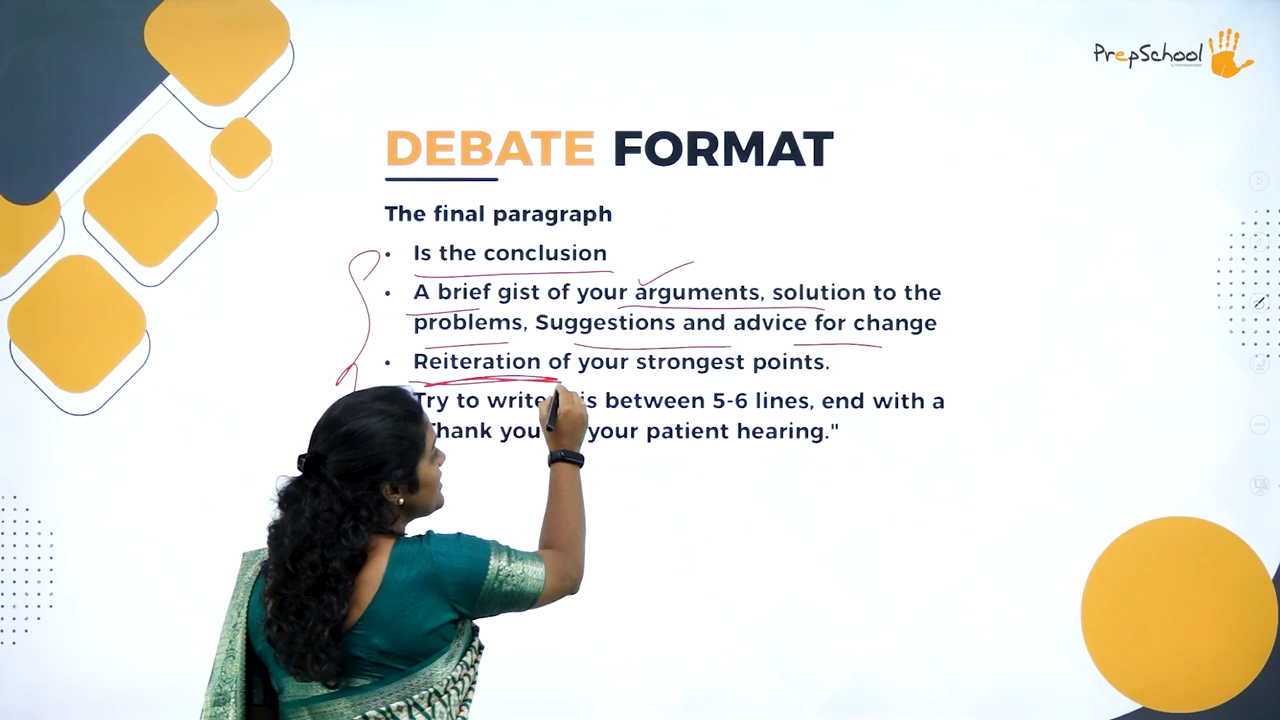 PrepSchool
DEBATE FORMAT
The final paragraph
• Is the conclusion
• A brief gist of your arguments, solution to the
problems, Suggestions and advice for change
• Reiteration of your strongest points.
Try to write between 5-6 lines, end with a
you your patient hearing."